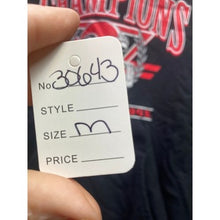 CHAMPIONS
No. 30643
STYLE
SIZE m
PRICE